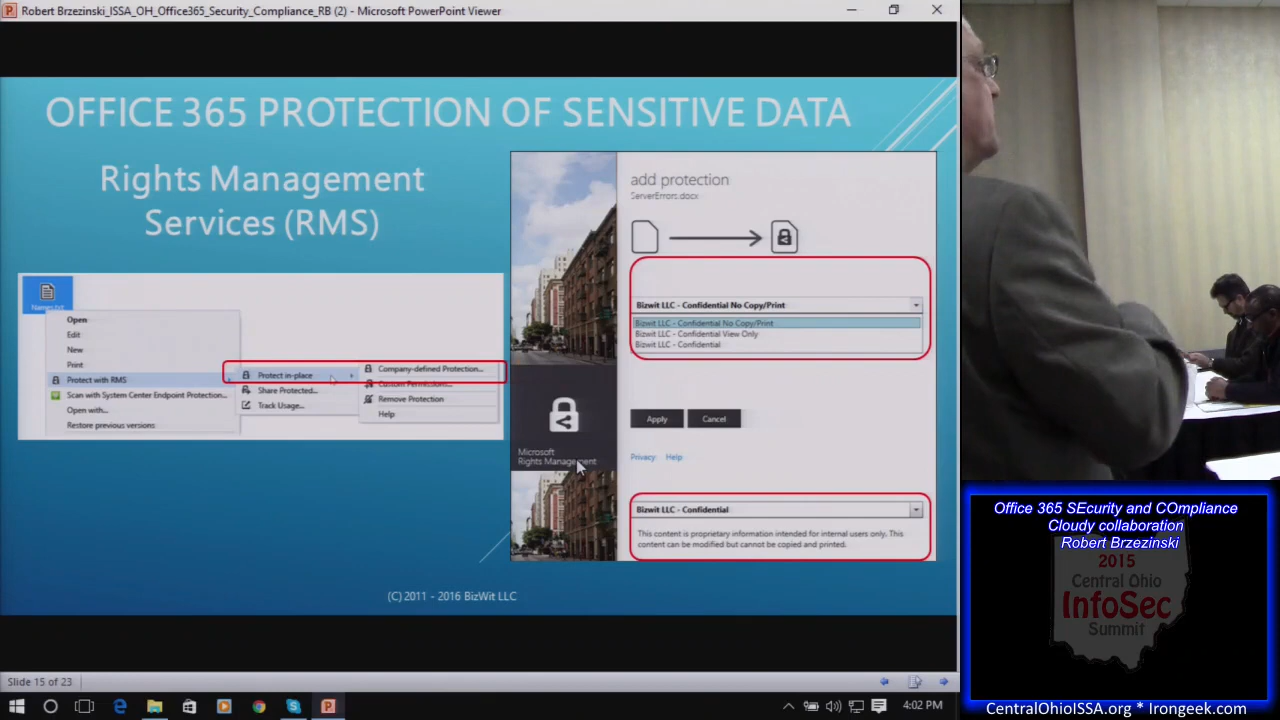 Robert Brzezinski_ISSA_OH_Office365_Security_Compliance_RB (2) - Microsoft PowerPoint Viewer
OFFICE 365 PROTECTION OF SENSITIVE DATA
Rights Management
Services (RMS)
Names.txt
Open
Edit
New
Print
Protect with RMS
Scan with System Center Endpoint Protection...
Open with...
Restore previous versions
Protect in-place
Share Protected...
Track Usage...
Company-defined Protection...
Custom Permissions...
Remove Protection
Help
add protection
ServerErrors.docx
Bizwit LLC - Confidential No Copy/Print
Bizwit LLC - Confidential No Copy/Print
Bizwit LLC - Confidential View Only
Bizwit LLC - Confidential
Apply Cancel
Microsoft
Rights Management
Privacy Help
Bizwit LLC - Confidential
This content is proprietary information intended for internal users only. This
content can be modified but cannot be copied and printed.
(C) 2011 - 2016 BizWit LLC
Slide 15 of 23
4:02 PM
Office 365 SEcurity and COmpliance
Cloudy collaboration
Robert Brzezinski
2015
Central Ohio
InfoSec
Summit
CentralOhioISSA.org * Irongeek.com